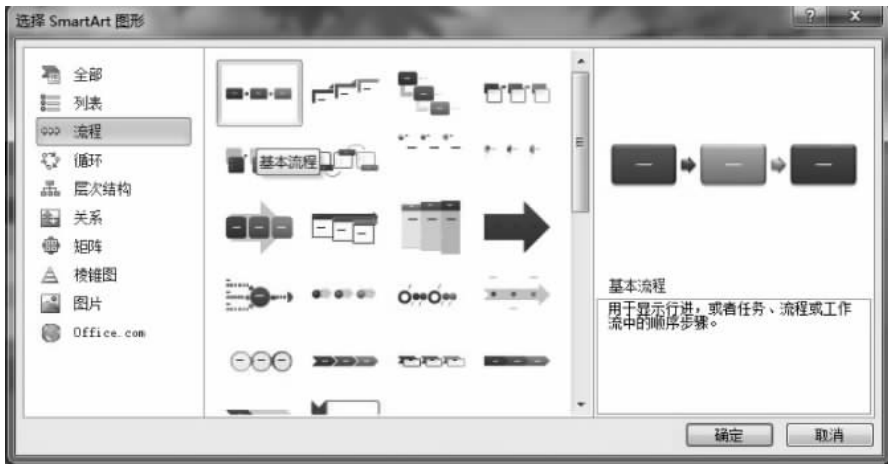 选择 SmartArt 图形
全部
列表
流程
循环
层次结构
关系
矩阵
棱锥图
图片
Office.com
基本流程
基本流程
用于显示行进，或者任务、流程或工作
流中的顺序步骤。
确定
取消